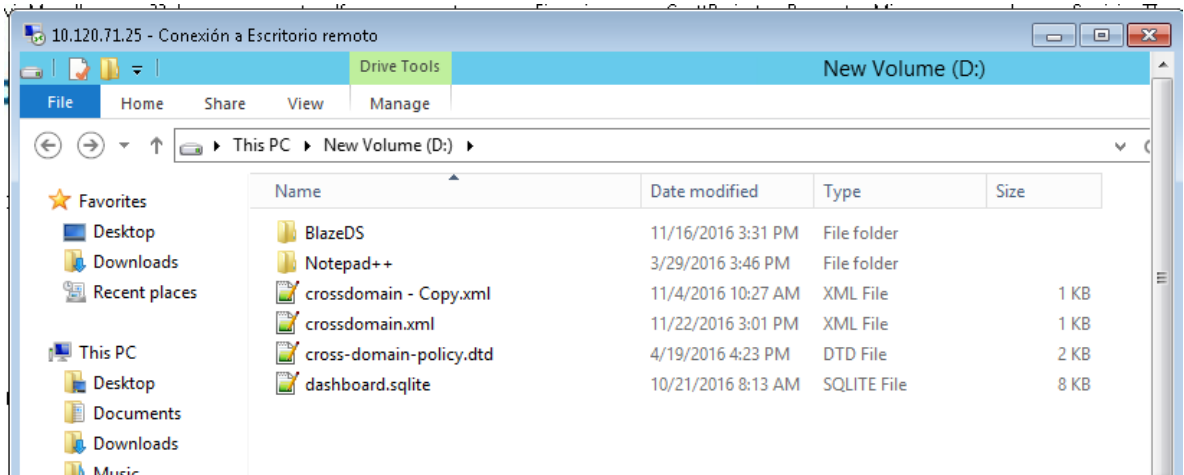 10.120.71.25 - Conexión a Escritorio remoto
Drive Tools New Volume (D:)
File Home Share View Manage
This PC New Volume (D:)
Name Date modified Type Size
Favorites
Desktop
Downloads
Recent places
This PC
Desktop
Documents
Downloads
Music
BlazeDS 11/16/2016 3:31 PM File folder
Notepad++ 3/29/2016 3:46 PM File folder
crossdomain - Copy.xml 11/4/2016 10:27 AM XML File 1 KB
crossdomain.xml 11/22/2016 3:01 PM XML File 1 KB
cross-domain-policy.dtd 4/19/2016 4:23 PM DTD File 2 KB
dashboard.sqlite 10/21/2016 8:13 AM SQLITE File 8 KB